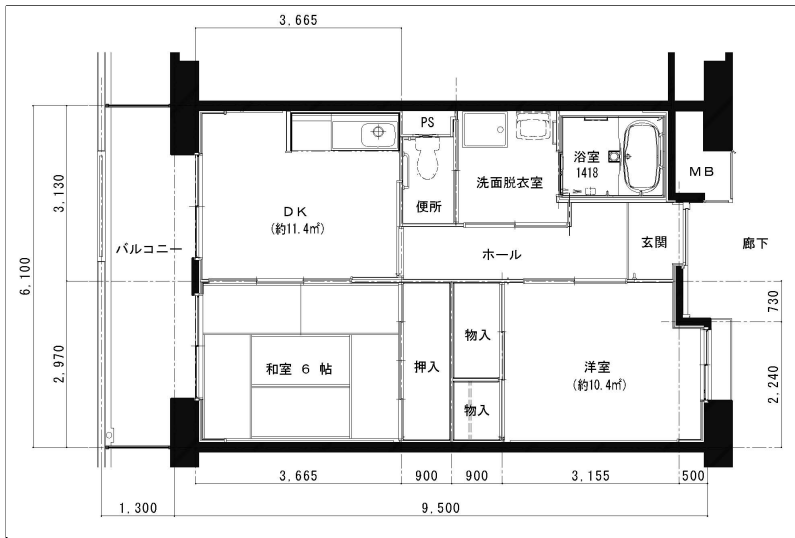 3.665
PS
浴室
1418
MB
洗面脱衣室
便所
DK
(約11.4㎡)
3.130
6.100
バルコニー
ホール
玄関
廊下
730
2.970
和室 6 帖
押入
物入
物入
洋室
(約10.4㎡)
2.240
3.665
900
900
3.155
500
1.300
9.500